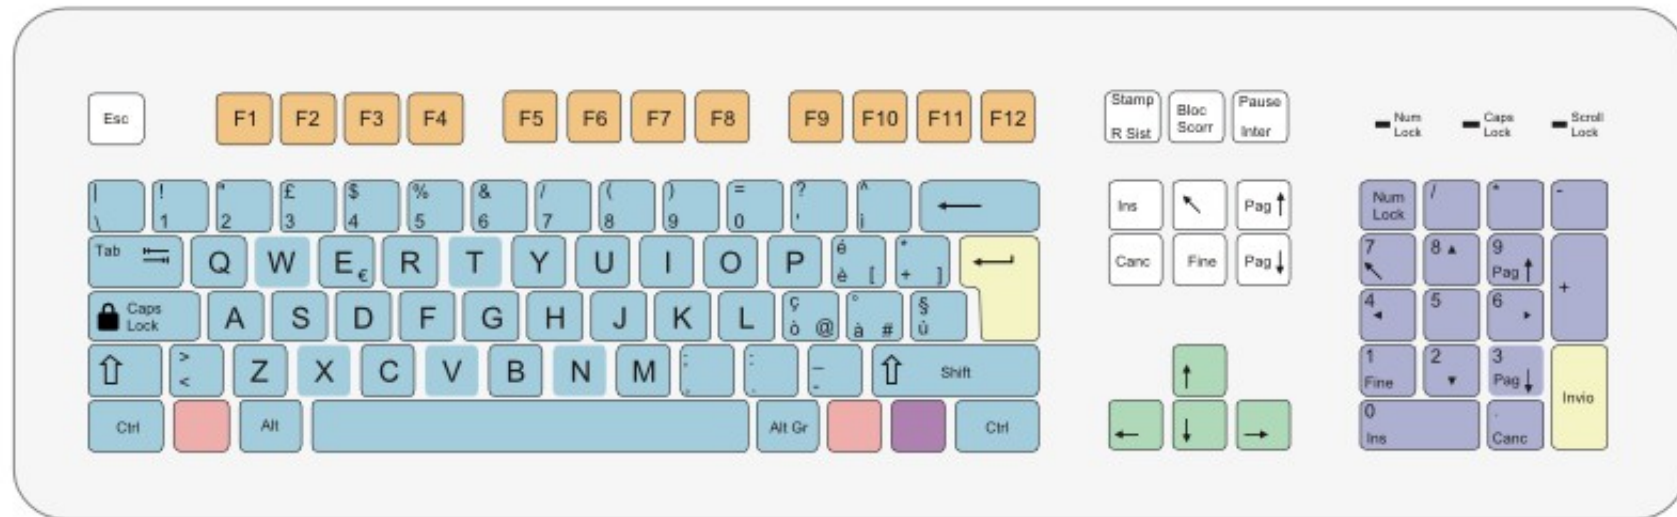 Esc F1 F2 F3 F4 F5 F6 F7 F8 F9 F10 F11 F12
Stamp
R Sist
Bloc
Scorr
Pause
Inter
Num
Lock
Caps
Lock
Scroll
Lock
| ! " £ $ % & / ( ) = ? ^
\ 1 2 3 4 5 6 7 8 9 0 ' ì
Ins ↖ Pag ↑
Num
Lock
/ * -
Tab Q W E € R T Y U I O P é è [ * + ]
Canc Fine Pag ↓
7 ↖ 8 ▲ 9 Pag ↑ +
Caps
Lock
A S D F G H J K L ç ò @ ° à # § ù
4 ◄ 5 6 ►
⇧ > < Z X C V B N M ; , : . _ - ⇧ Shift
↑
1 Fine 2 ▼ 3 Pag ↓ Invio
Ctrl Alt Alt Gr Ctrl
← ↓ →
0 Ins . Canc